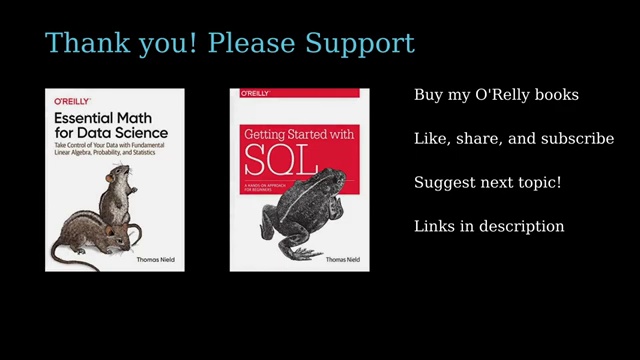 Thank you! Please Support
O'REILLY
Essential Math
for Data Science
Take Control of Your Data with Fundamental
Linear Algebra, Probability, and Statistics
Thomas Nield
O'REILLY
Getting Started with
SQL
A HANDS-ON APPROACH
FOR BEGINNERS
Thomas Nield
Buy my O'Relly books
Like, share, and subscribe
Suggest next topic!
Links in description